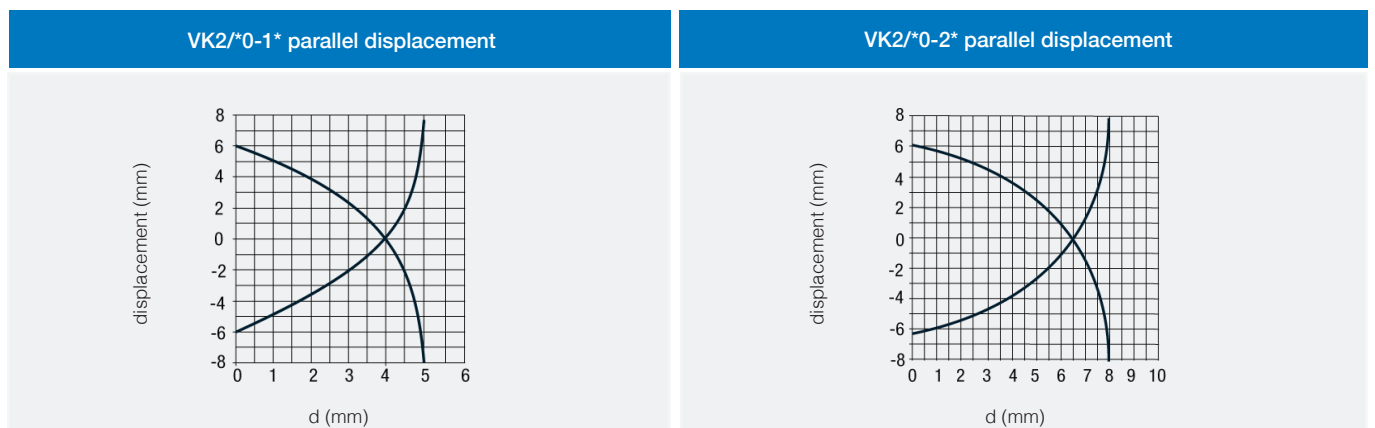 VK2/*0-1* parallel displacement
displacement (mm)
8
6
4
2
0
-2
-4
-6
-8
0 1 2 3 4 5 6
d (mm)
VK2/*0-2* parallel displacement
displacement (mm)
8
6
4
2
0
-2
-4
-6
-8
0 1 2 3 4 5 6 7 8 9 10
d (mm)